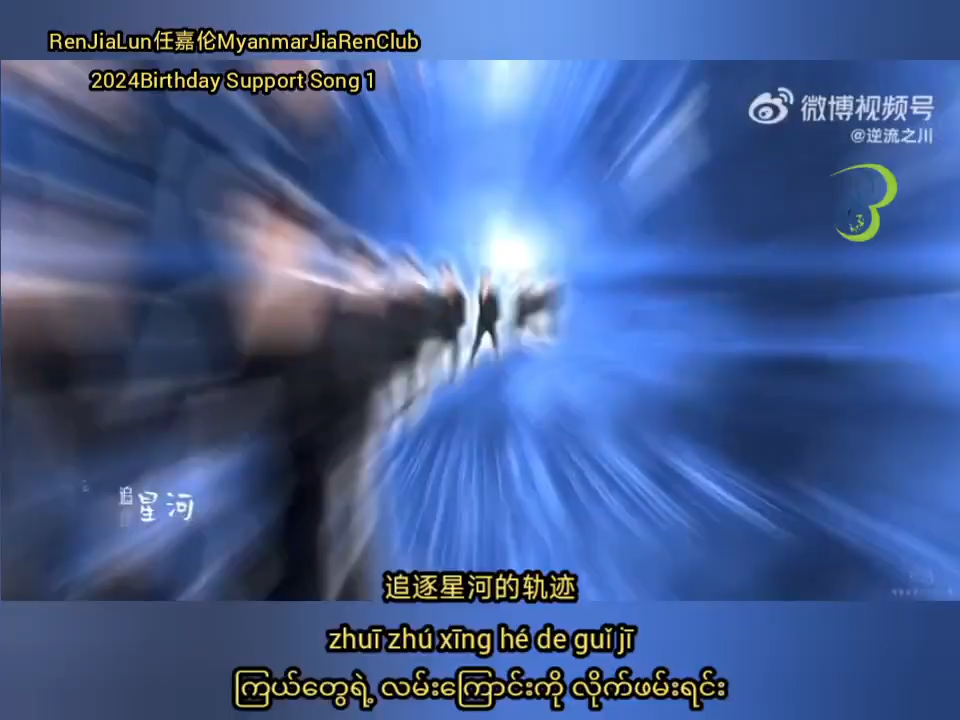 RenJiaLun任嘉伦MyanmarJiaRenClub
2024Birthday Support Song 1
微博视频号
@逆流之川
追
星河
追逐星河的轨迹
zhuī zhú xīng hé de guǐ jī
ကြယ်တွေရဲ့ လမ်းကြောင်းကို လိုက်ဖမ်းရင်း